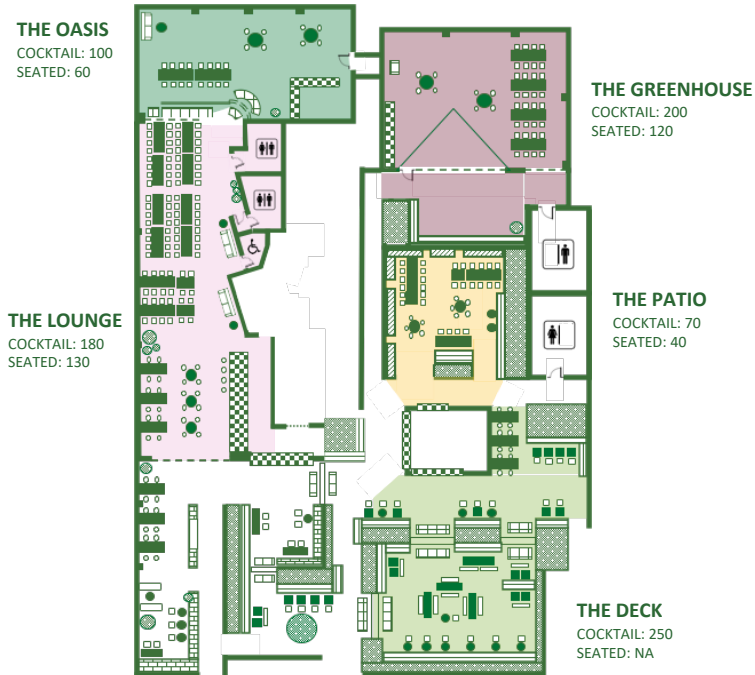 THE OASIS
COCKTAIL: 100
SEATED: 60
THE GREENHOUSE
COCKTAIL: 200
SEATED: 120
THE LOUNGE
COCKTAIL: 180
SEATED: 130
THE PATIO
COCKTAIL: 70
SEATED: 40
THE DECK
COCKTAIL: 250
SEATED: NA